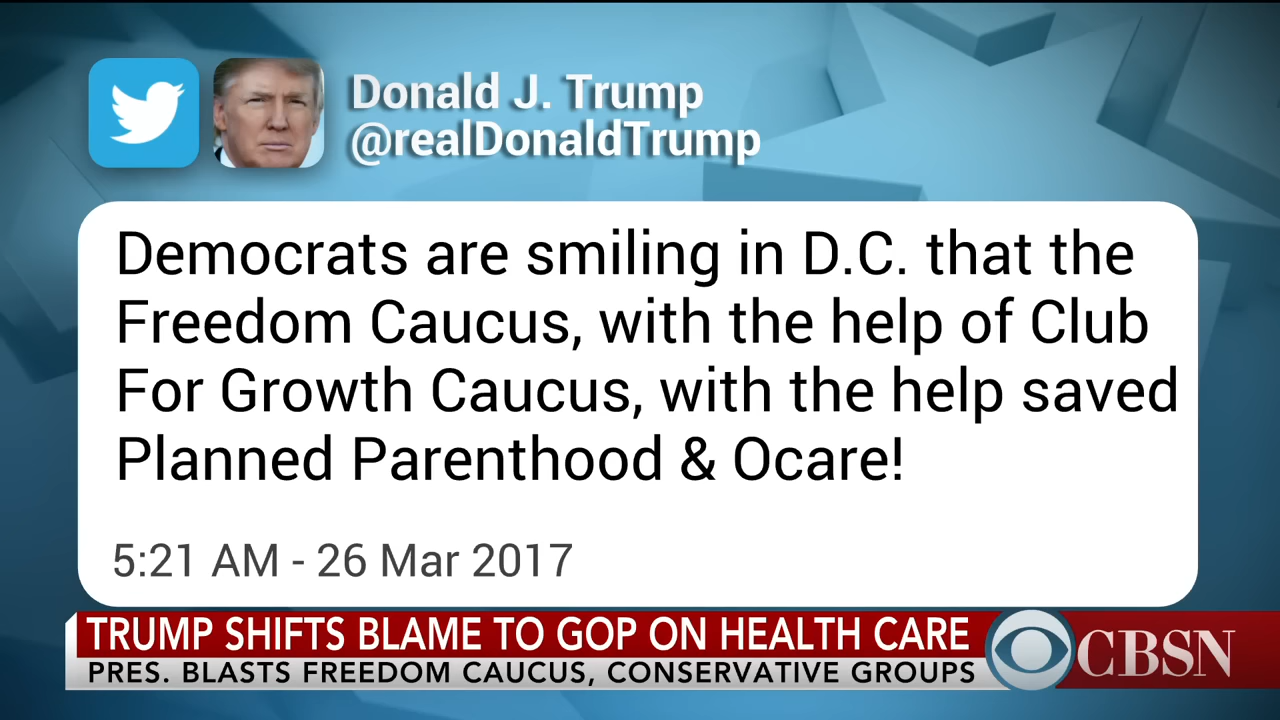 Donald J. Trump
@realDonaldTrump
Democrats are smiling in D.C. that the
Freedom Caucus, with the help of Club
For Growth Caucus, with the help saved
Planned Parenthood & Ocare!
5:21 AM - 26 Mar 2017
TRUMP SHIFTS BLAME TO GOP ON HEALTH CARE
PRES. BLASTS FREEDOM CAUCUS, CONSERVATIVE GROUPS
CBSN